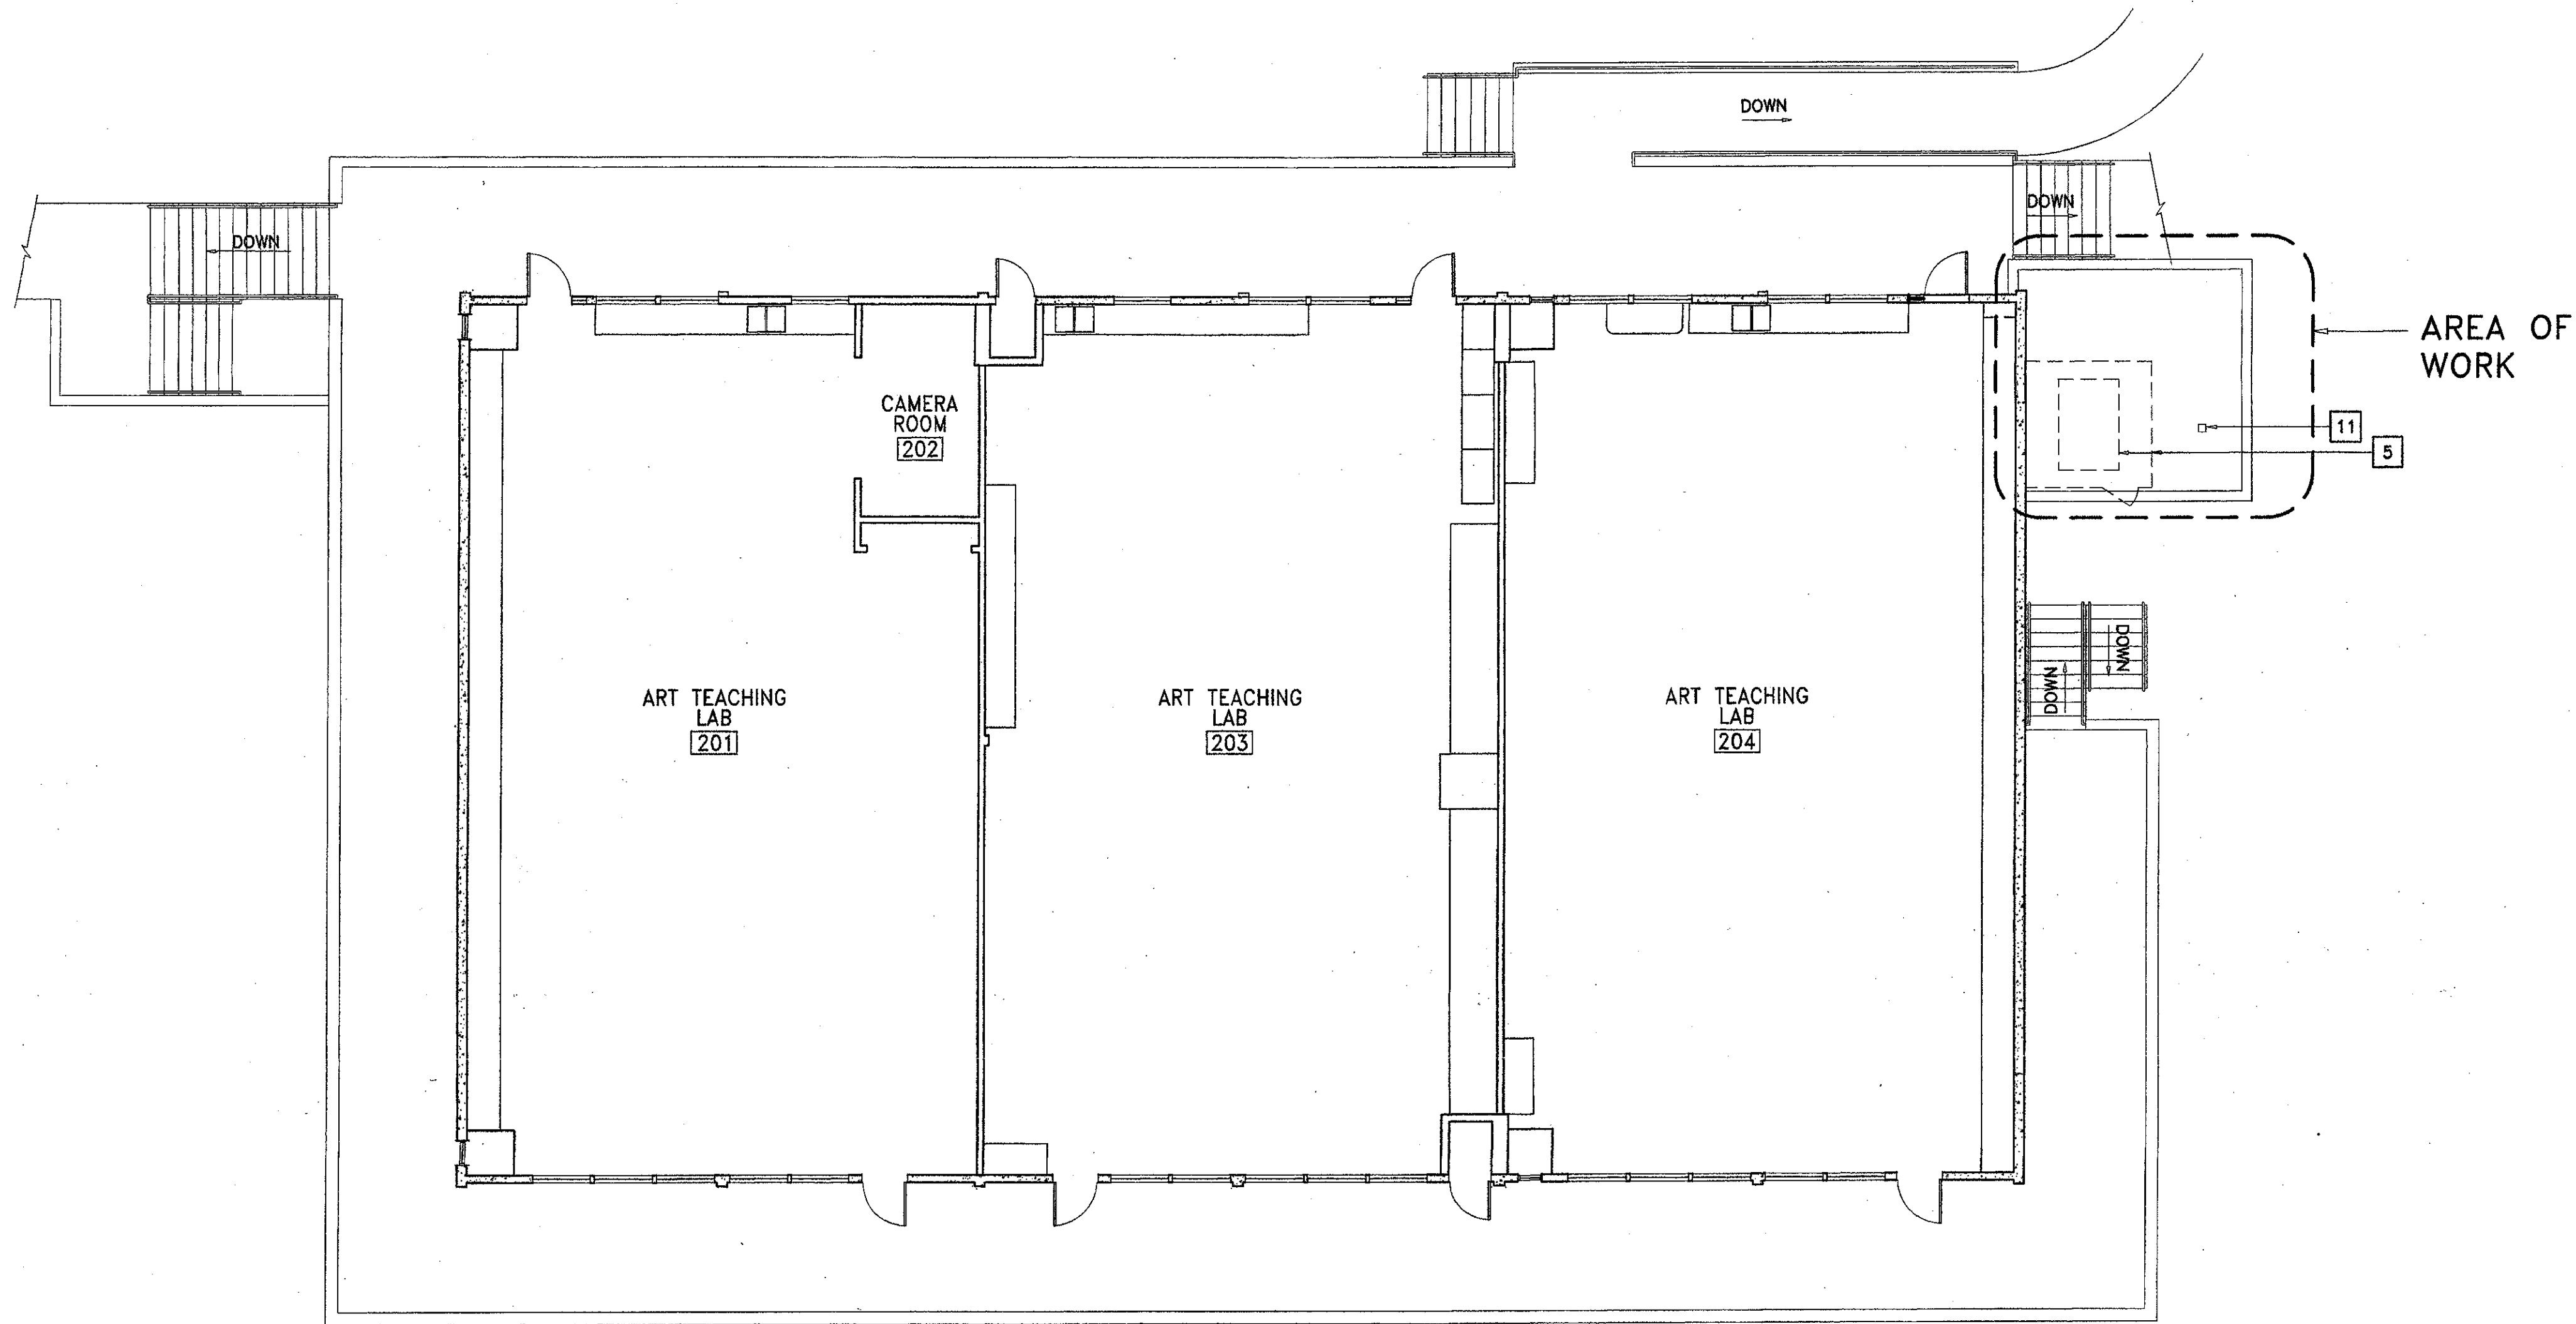 DOWN
DOWN
DOWN
AREA OF
WORK
CAMERA
ROOM
202
11
5
DOWN
DOWN
ART TEACHING
LAB
201
ART TEACHING
LAB
203
ART TEACHING
LAB
204